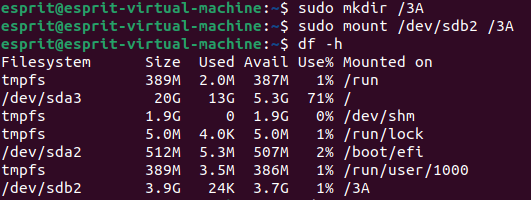 esprit@esprit-virtual-machine:~$ sudo mkdir /3A
esprit@esprit-virtual-machine:~$ sudo mount /dev/sdb2 /3A
esprit@esprit-virtual-machine:~$ df -h
Filesystem      Size  Used Avail Use% Mounted on
tmpfs           389M  2.0M  387M   1% /run
/dev/sda3        20G   13G  5.3G  71% /
tmpfs           1.9G     0  1.9G   0% /dev/shm
tmpfs           5.0M  4.0K  5.0M   1% /run/lock
/dev/sda2       512M  5.3M  507M   2% /boot/efi
tmpfs           389M  3.5M  386M   1% /run/user/1000
/dev/sdb2       3.9G   24K  3.7G   1% /3A